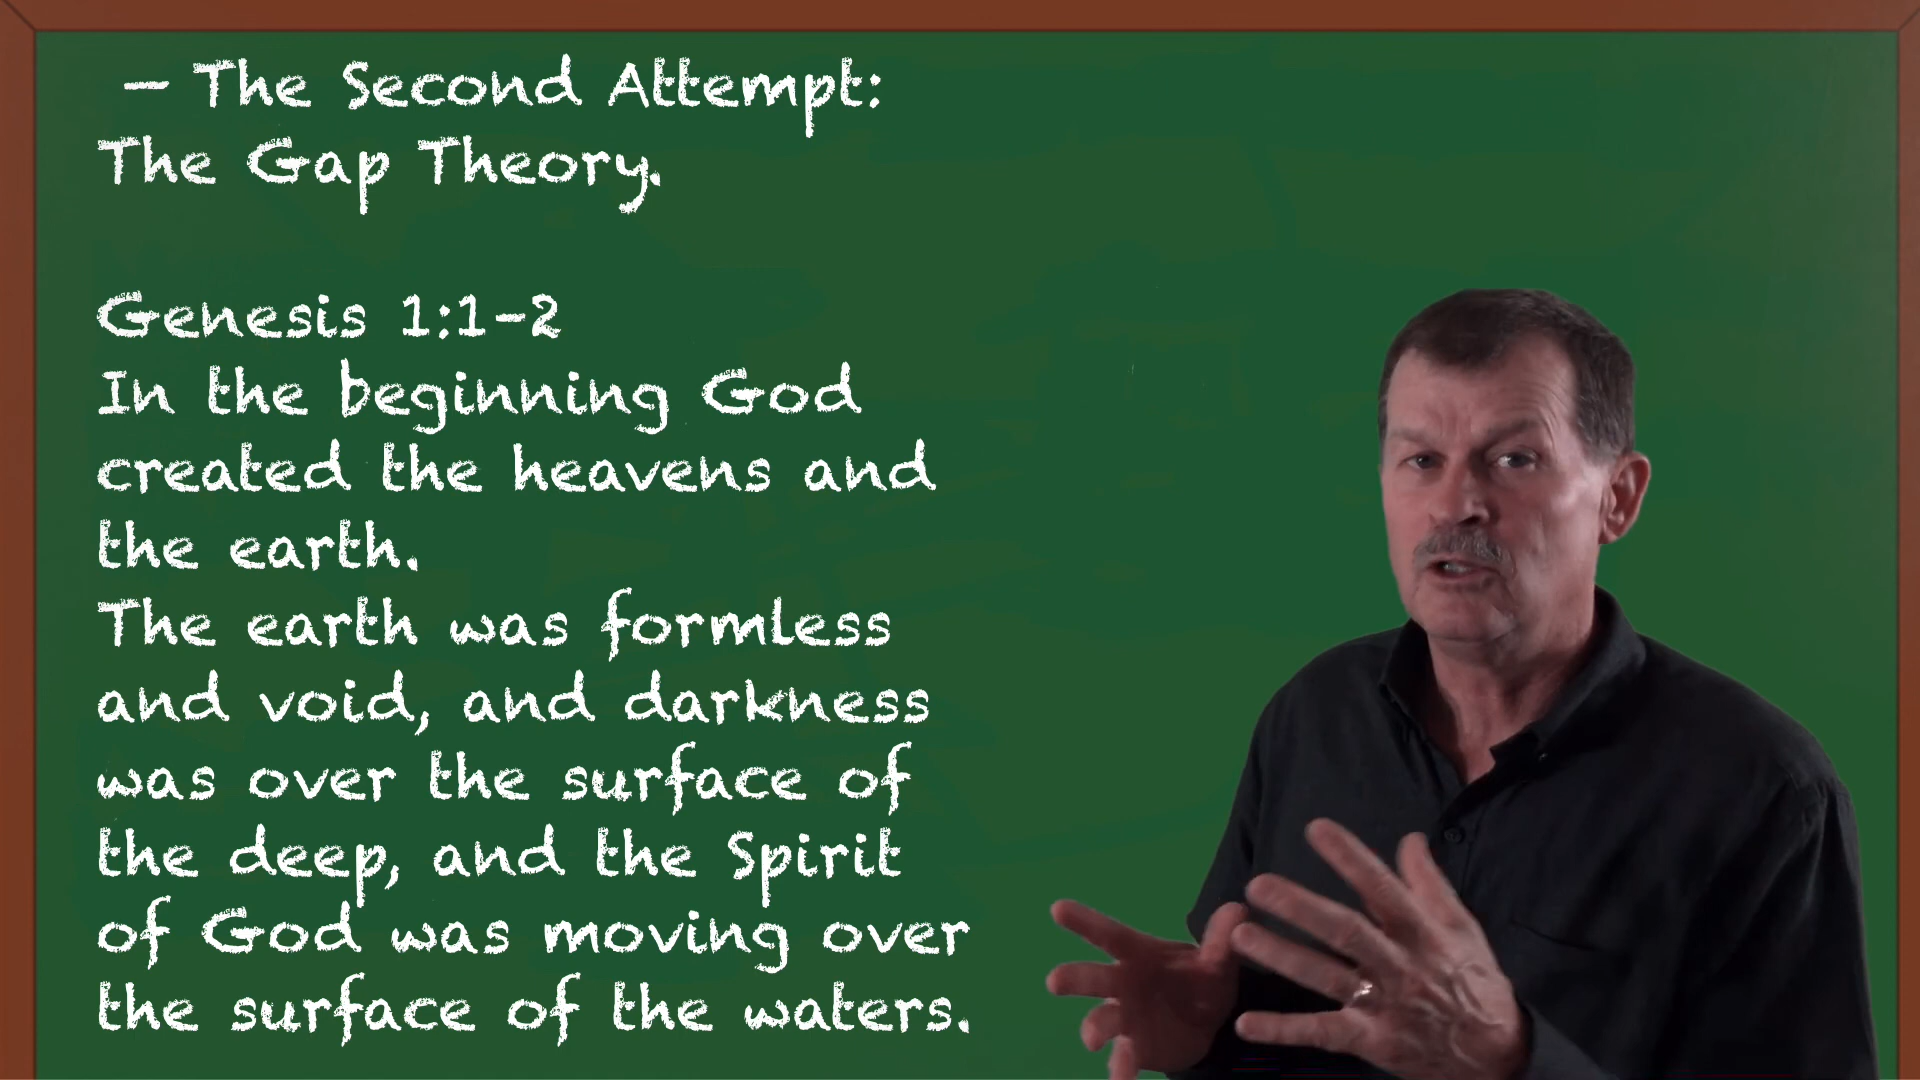 – The Second Attempt:
The Gap Theory.
Genesis 1:1-2
In the beginning God
created the heavens and
the earth.
The earth was formless
and void, and darkness
was over the surface of
the deep, and the Spirit
of God was moving over
the surface of the waters.